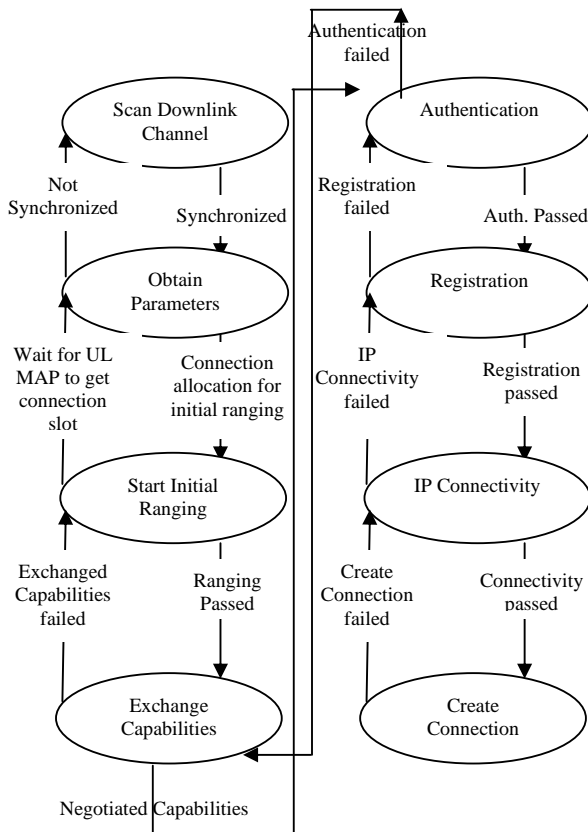 Authentication
failed
Scan Downlink
Channel
Authentication
Not
Synchronized
Synchronized
Registration
failed
Auth. Passed
Obtain
Parameters
Registration
Wait for UL
MAP to get
connection
slot
Connection
allocation for
initial ranging
IP
Connectivity
failed
Registration
passed
Start Initial
Ranging
IP Connectivity
Exchanged
Capabilities
failed
Ranging
Passed
Create
Connection
failed
Connectivity
passed
Exchange
Capabilities
Create
Connection
Negotiated Capabilities